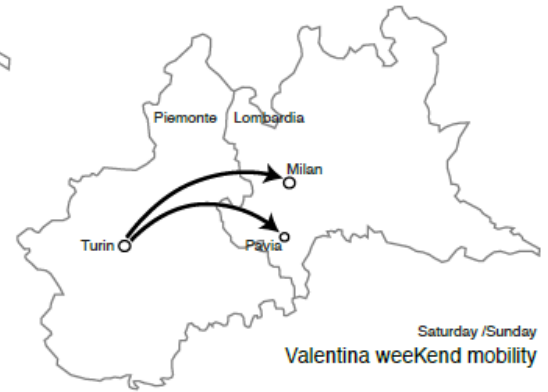 Piemonte
Lombardia
Milan
Turin
Pavia
Saturday /Sunday
Valentina weeKend mobility